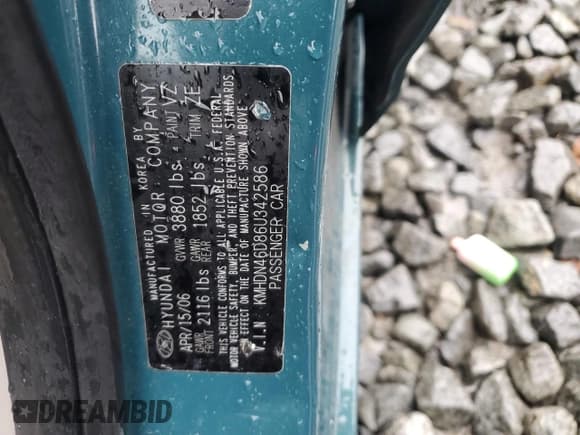 MANUFACTURED IN KOREA BY
HYUNDAI MOTOR COMPANY
APR/15/06 GVWR 3880 lbs PAINT VZ
GAWR FRONT 2116 lbs GAWR REAR 1852 lbs TRIM ZE
THIS VEHICLE CONFORMS TO ALL APPLICABLE U.S.A. FEDERAL
MOTOR VEHICLE SAFETY, BUMPER, AND THEFT PREVENTION STANDARDS
EFFECT ON THE DATE OF MANUFACTURE SHOWN ABOVE
V.I.N KMHDN46D86U342586
PASSENGER CAR
DREAMBID